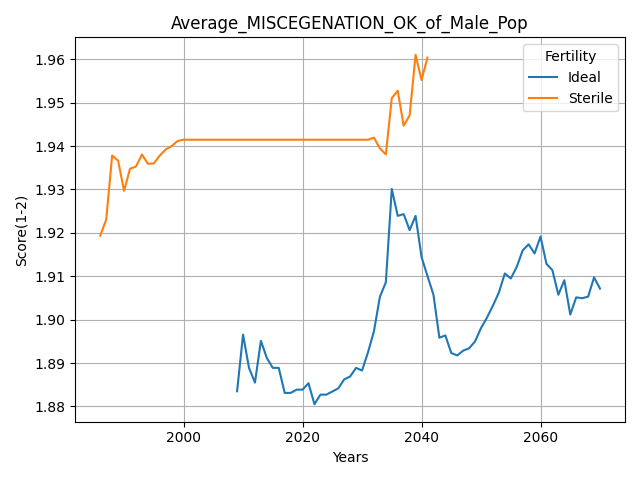 Average_MISCEGENATION_OK_of_Male_Pop
Fertility
Ideal
Sterile
1.96
1.95
1.94
1.93
1.92
1.91
1.90
1.89
1.88
Score(1-2)
2000 2020 2040 2060
Years